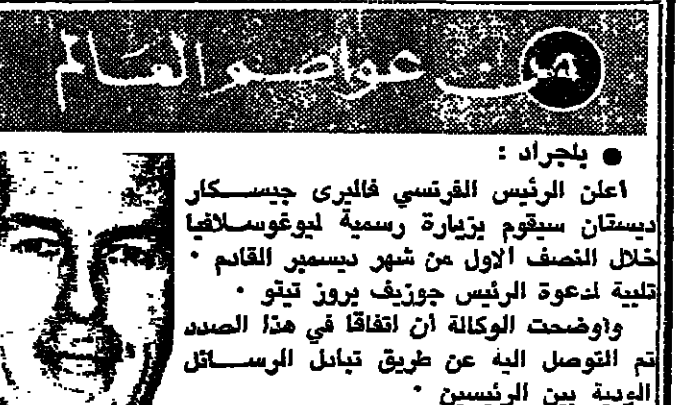 من عواصم العالم
● بلجراد :
أعلن الرئيس الفرنسي فاليرى جيسكار
ديستان سيقوم بزيارة رسمية ليوغوسلافيا
خلال النصف الاول من شهر ديسمبر القادم ·
تلبية لدعوة الرئيس جوزيف بروز تيتو ·
وأوضحت الوكالة أن اتفاقا في هذا الصدد
تم التوصل اليه عن طريق تبادل الرسائل
الودية بين الرئيسين ·